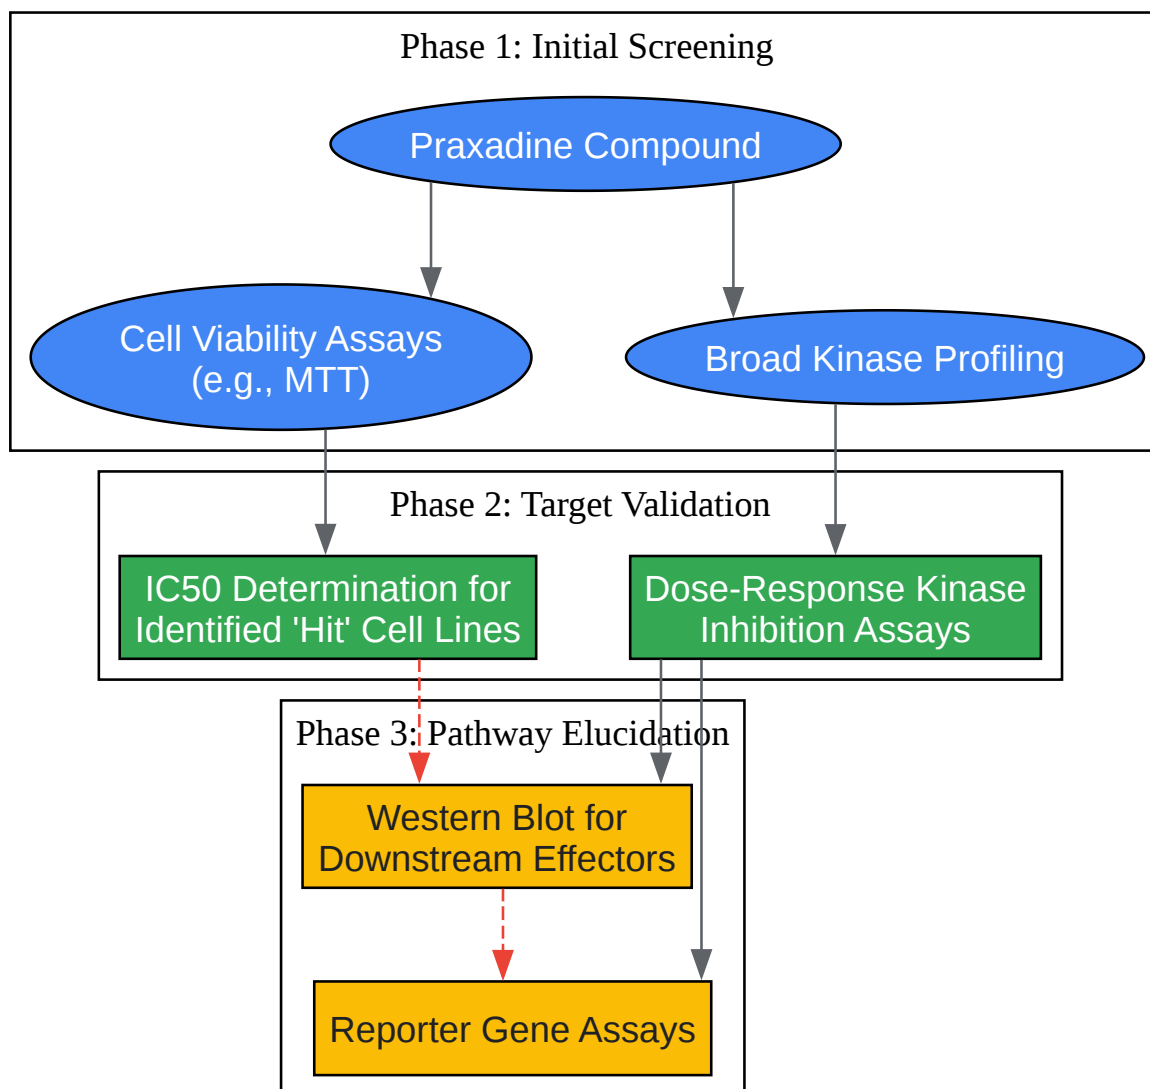 Phase 1: Initial Screening
Praxadine Compound
Cell Viability Assays
(e.g., MTT)
Broad Kinase Profiling
Phase 2: Target Validation
IC50 Determination for
Identified 'Hit' Cell Lines
Dose-Response Kinase
Inhibition Assays
Phase 3: Pathway Elucidation
Western Blot for
Downstream Effectors
Reporter Gene Assays